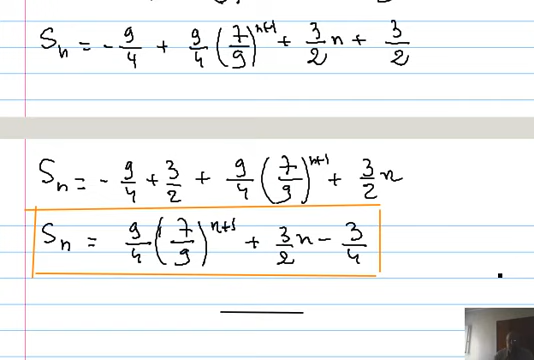 Sₙ = - 9/4 + 9/4 (7/9)ⁿ⁺¹ + 3/2 n + 3/2
Sₙ = - 9/4 + 3/2 + 9/4 (7/9)ⁿ⁺¹ + 3/2 n
Sₙ = 9/4 (7/9)ⁿ⁺¹ + 3/2 n - 3/4